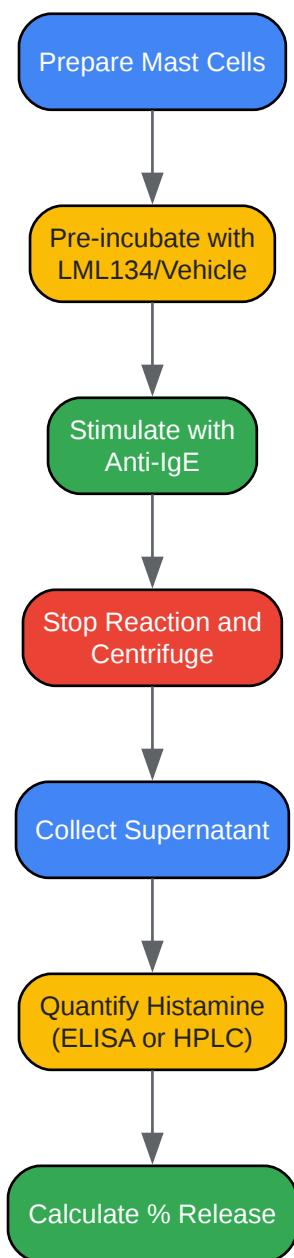 Prepare Mast Cells
Pre-incubate with
LML134/Vehicle
Stimulate with
Anti-IgE
Stop Reaction and
Centrifuge
Collect Supernatant
Quantify Histamine
(ELISA or HPLC)
Calculate % Release